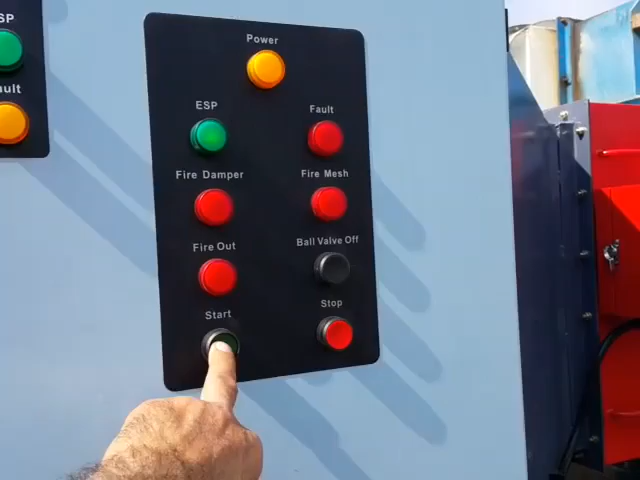 SP
ault
Power
ESP
Fault
Fire Damper
Fire Mesh
Fire Out
Ball Valve Off
Start
Stop